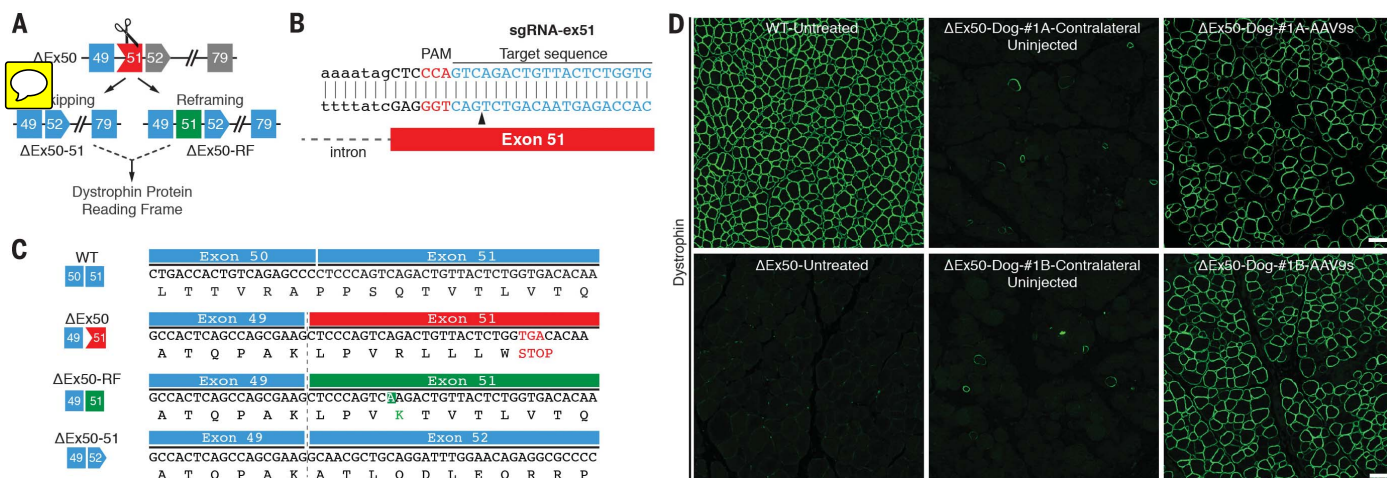 A
ΔEx50 49 51 52 79
kipping Reframing
49 52 79 49 51 52 79
ΔEx50-51 ΔEx50-RF
Dystrophin Protein
Reading Frame
B
sgRNA-ex51
PAM Target sequence
aaaatagCTCCCAGTCAGACTGTTACTCTGGTG
ttttatcGAGGGTCAGTCTGACAATGAGACCAC
intron Exon 51
C
WT
50 51
Exon 50 Exon 51
CTGACCACTGTCAGAGCCCCTCCCAGTCAGACTGTTACTCTGGTGACACAA
L T T V R A P P S Q T V T L V T Q
ΔEx50
49 51
Exon 49 Exon 51
GCCACTCAGCCAGCGAAGCTCCCAGTCAGACTGTTACTCTGGTGACACAA
A T Q P A K L P V R L L L W STOP
ΔEx50-RF
49 51
Exon 49 Exon 51
GCCACTCAGCCAGCGAAGCTCCCAGTCAAGACTGTTACTCTGGTGACACAA
A T Q P A K L P V K T V T L V T Q
ΔEx50-51
49 52
Exon 49 Exon 52
GCCACTCAGCCAGCGAAGGCAACGCTGCAGGATTTGGAACAGAGGCGCCCC
A T Q P A K A T L Q D L E Q R R P
D
Dystrophin
WT-Untreated
ΔEx50-Dog-#1A-Contralateral
Uninjected
ΔEx50-Dog-#1A-AAV9s
ΔEx50-Untreated
ΔEx50-Dog-#1B-Contralateral
Uninjected
ΔEx50-Dog-#1B-AAV9s